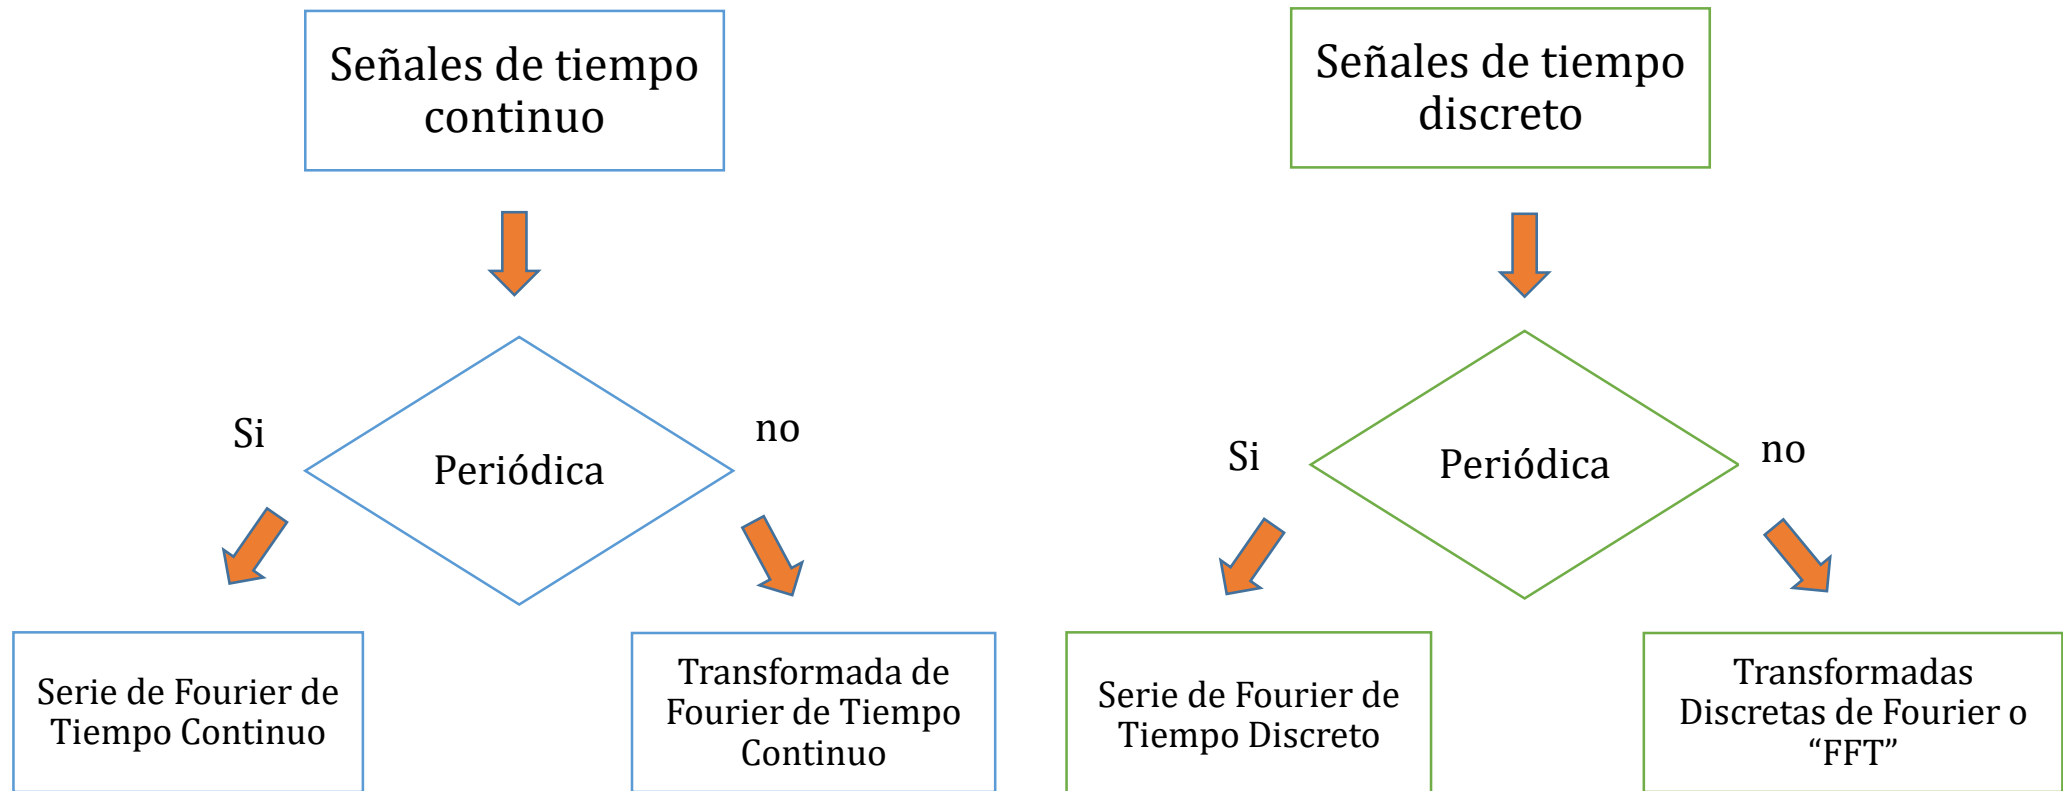 Señales de tiempo
continuo
Si
no
Periódica
Serie de Fourier de
Tiempo Continuo
Transformada de
Fourier de Tiempo
Continuo
Señales de tiempo
discreto
Si
no
Periódica
Serie de Fourier de
Tiempo Discreto
Transformadas
Discretas de Fourier o
“FFT”